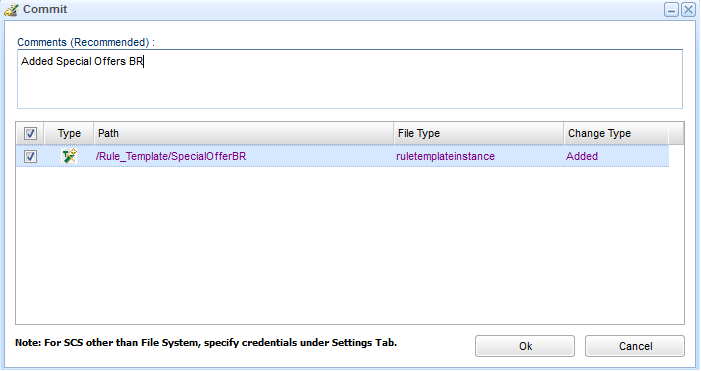 Commit
Comments (Recommended) :
Added Special Offers BR
Type Path File Type Change Type
/Rule_Template/SpecialOfferBR ruletemplateinstance Added
Note: For SCS other than File System, specify credentials under Settings Tab. Ok Cancel